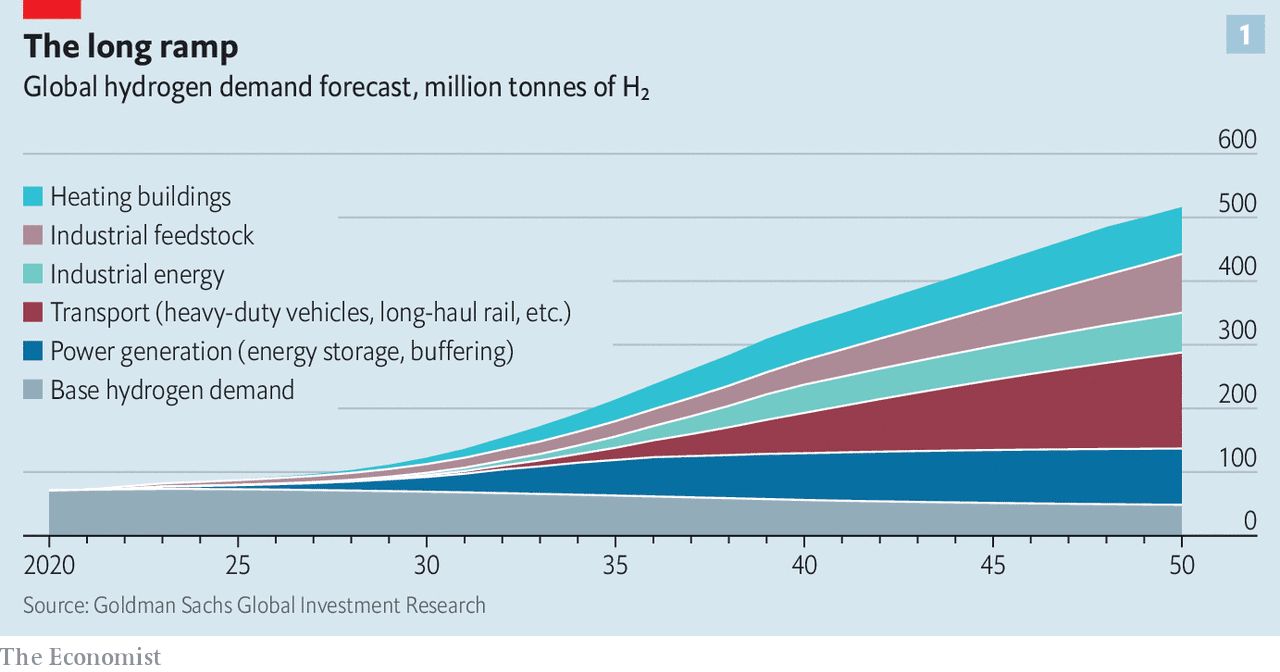 The long ramp
1
Global hydrogen demand forecast, million tonnes of H₂
600
500
400
300
200
100
0
Heating buildings
Industrial feedstock
Industrial energy
Transport (heavy-duty vehicles, long-haul rail, etc.)
Power generation (energy storage, buffering)
Base hydrogen demand
2020 25 30 35 40 45 50
Source: Goldman Sachs Global Investment Research
The Economist